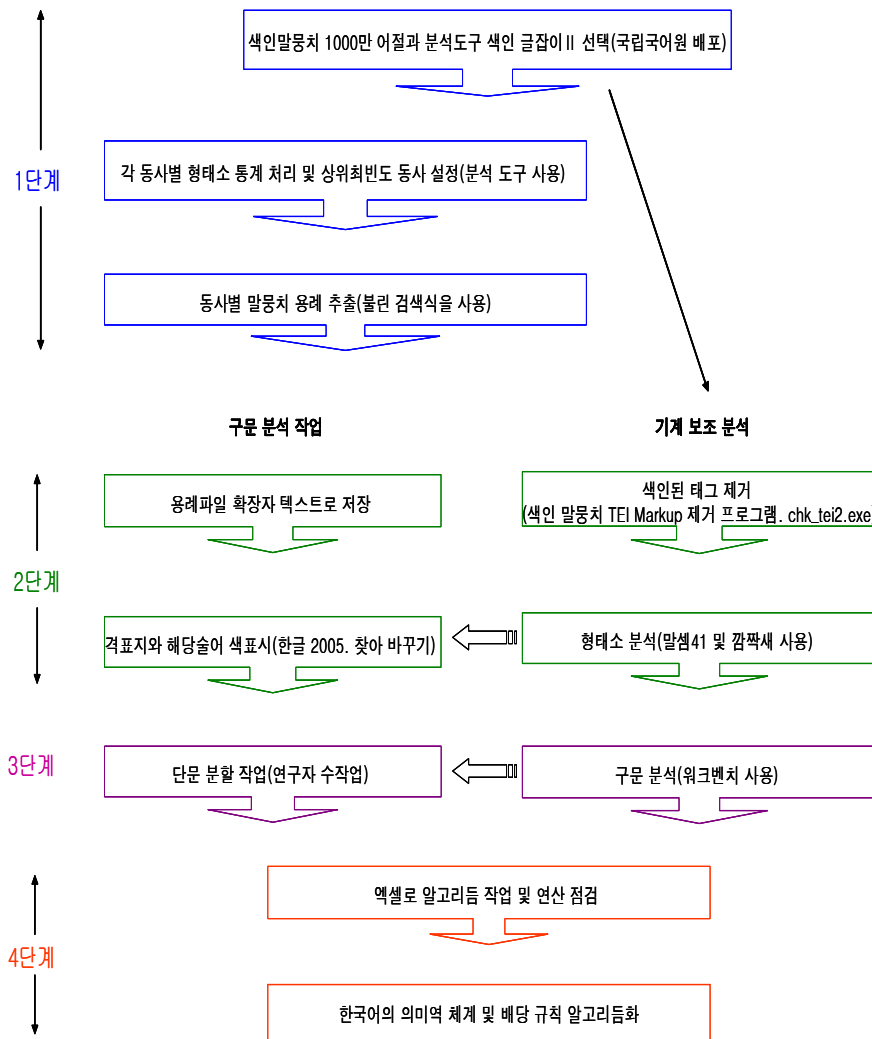 색인말뭉치 1000만 어절과 분석도구 색인 글잡이Ⅱ 선택(국립국어원 배포)
1단계
각 동사별 형태소 통계 처리 및 상위최빈도 동사 설정(분석 도구 사용)
동사별 말뭉치 용례 추출(불린 검색식을 사용)
구문 분석 작업
기계 보조 분석
2단계
용례파일 확장자 텍스트로 저장
색인된 태그 제거
(색인 말뭉치 TEI Markup 제거 프로그램. chk_tei2.exe)
격표지와 해당술어 색표시(한글 2005. 찾아 바꾸기)
형태소 분석(말셈41 및 깜짝새 사용)
3단계
단문 분할 작업(연구자 수작업)
구문 분석(워크벤치 사용)
4단계
엑셀로 알고리듬 작업 및 연산 점검
한국어의 의미역 체계 및 배당 규칙 알고리듬화